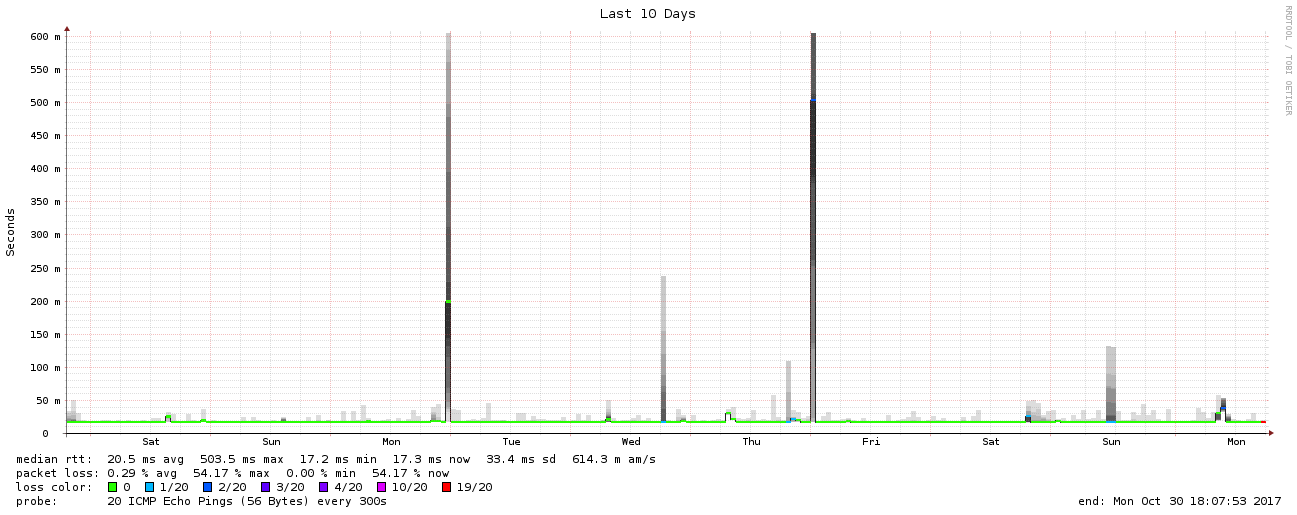 Last 10 Days
RRDTOOL / TOBI OETIKER
Seconds
600 m
550 m
500 m
450 m
400 m
350 m
300 m
250 m
200 m
150 m
100 m
50 m
0
Sat Sun Mon Tue Wed Thu Fri Sat Sun Mon
median rtt: 20.5 ms avg 503.5 ms max 17.2 ms min 17.3 ms now 33.4 ms sd 614.3 m am/s
packet loss: 0.29 % avg 54.17 % max 0.00 % min 54.17 % now
loss color: 0 1/20 2/20 3/20 4/20 10/20 19/20
probe: 20 ICMP Echo Pings (56 Bytes) every 300s end: Mon Oct 30 18:07:53 2017